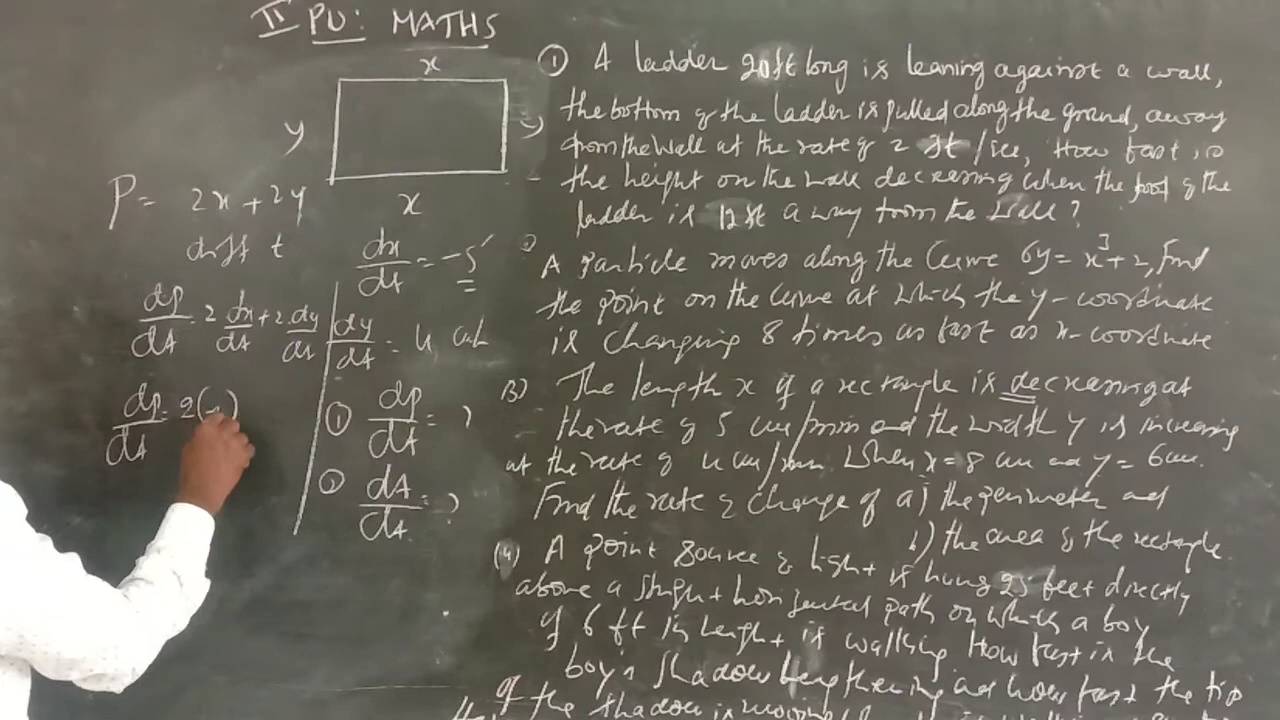 II PU: MATHS
x
y
y
x
P = 2x + 2y
diff t
dx/dt = -5
dp/dt = 2 dx/dt + 2 . dy/dt
dy/dt = 4 cm
dp/dt = 2(
① dp/dt = ?
② dA/dt = ?
① A ladder 20ft long is leaning against a wall,
the bottom of the ladder is pulled along the ground, away
from the wall at the rate of 2 ft/sec, How fast is
the height on the wall decreasing when the foot of the
ladder is 12ft away from the wall?
A particle moves along the curve 6y = x³ + 2, find
the point on the curve at which the y-coordinate
is changing 8 times as fast as x-coordinate
(3) The length x of a rectangle is decreasing at
the rate of 5 cm/min and the width y is increasing
at the rate of 4 cm/min. When x = 8 cm and y = 6 cm.
Find the rate of change of a) the perimeter and
b) the area of the rectangle.
(4) A point source of light is hung 25 feet directly
above a straight horizontal path on which a boy
of 6 ft in height is walking How fast is the
boy's shadow lengthening and how fast the tip
of the shadow is